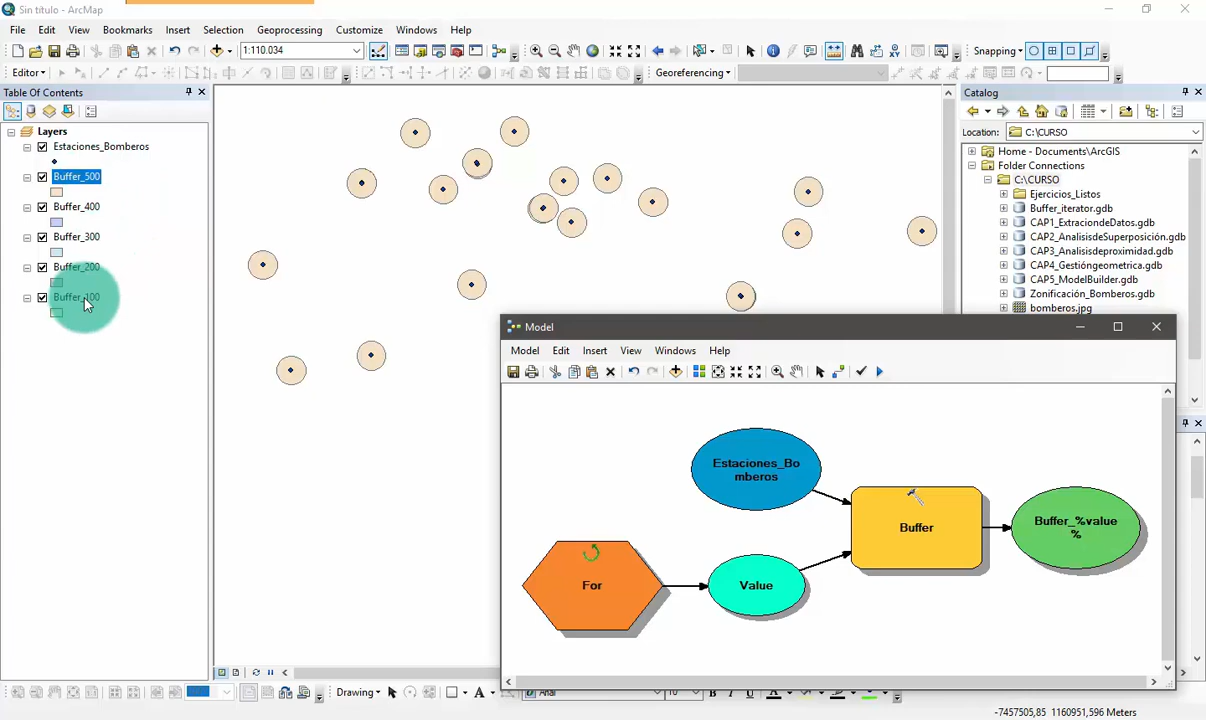 Sin título - ArcMap
File Edit View Bookmarks Insert Selection Geoprocessing Customize Windows Help
1:110.034
Snapping
Editor
Georeferencing
Table Of Contents
Layers
Estaciones_Bomberos
Buffer_500
Buffer_400
Buffer_300
Buffer_200
Buffer_100
Catalog
Location: C:\CURSO
Home - Documents\ArcGIS
Folder Connections
C:\CURSO
Ejercicios_Listos
Buffer_iterator.gdb
CAP1_ExtraciondeDatos.gdb
CAP2_AnalisisdeSuperposición.gdb
CAP3_Analisisdeproximidad.gdb
CAP4_Gestióngeometrica.gdb
CAP5_ModelBuilder.gdb
Zonificación_Bomberos.gdb
bomberos.jpg
Model
Model Edit Insert View Windows Help
Estaciones_Bo
mberos
Buffer
Buffer_%value
%
For
Value
Drawing
A
Arial
10
B I U A
-7457505,85 1160951,596 Meters